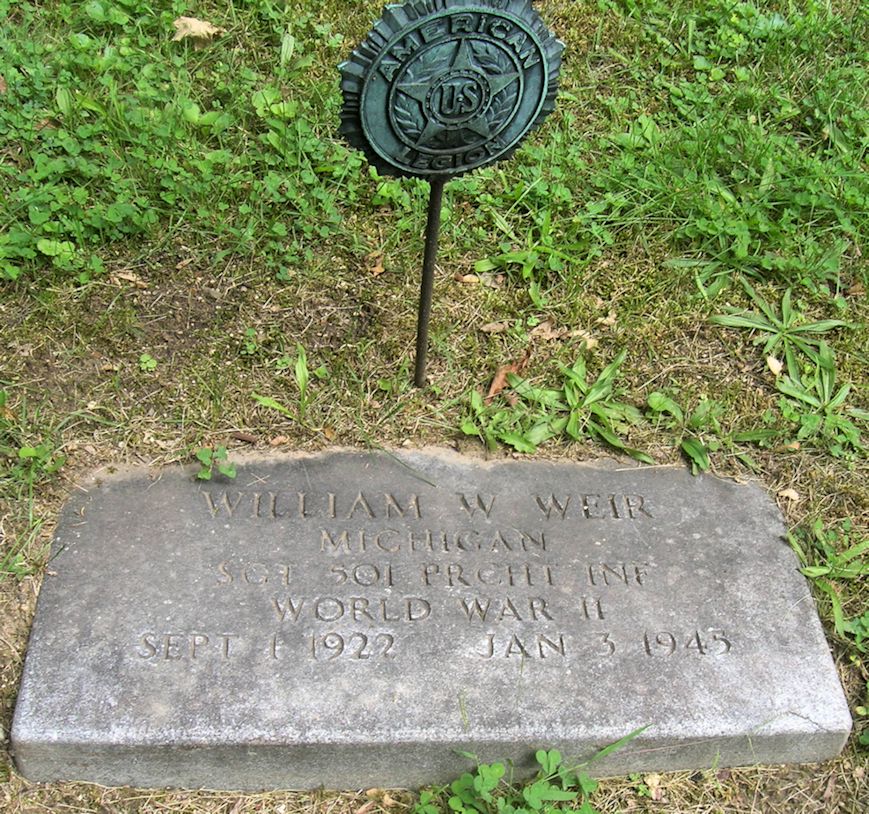 AMERICAN
U.S
LEGION
WILLIAM W WEIR
MICHIGAN
SGT 501 PRCHT INF
WORLD WAR II
SEPT 1 1922 JAN 3 1945